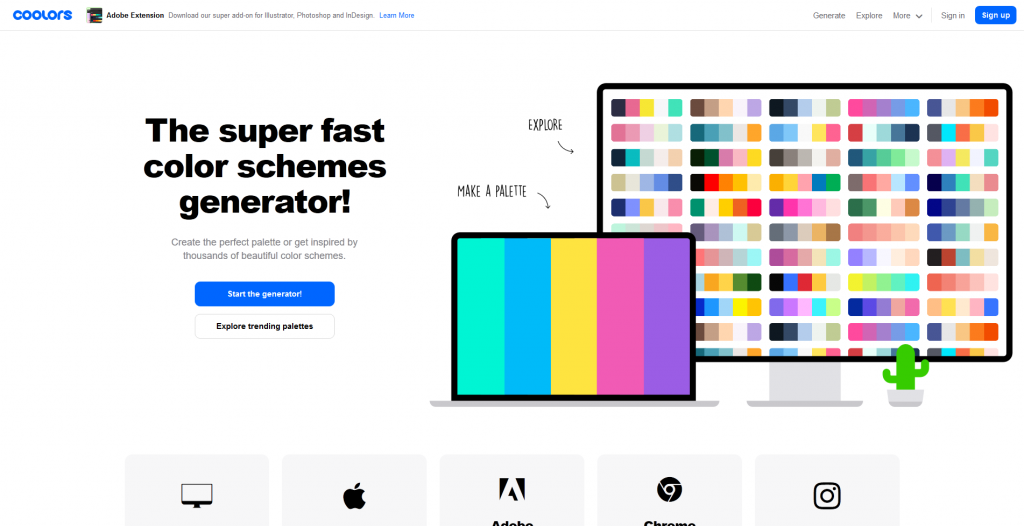 coolors
Adobe Extension Download our super add-on for Illustrator, Photoshop and InDesign. Learn More
Generate Explore More Sign in Sign up
The super fast
color schemes
generator!
Create the perfect palette or get inspired by
thousands of beautiful color schemes.
Start the generator!
Explore trending palettes
EXPLORE
MAKE A PALETTE
Adobe
Chrome